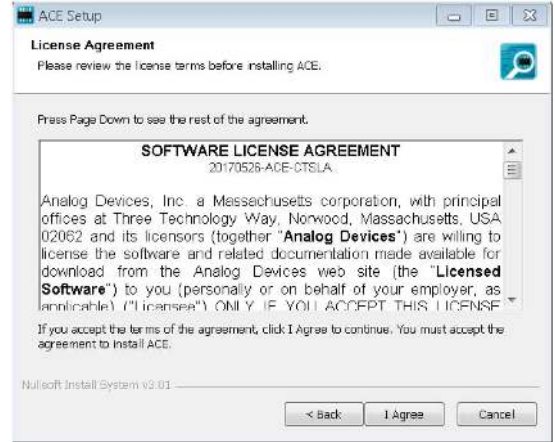 ACE Setup
License Agreement
Please review the license terms before installing ACE.
Press Page Down to see the rest of the agreement.
SOFTWARE LICENSE AGREEMENT
20170526-ACE-CTSLA
Analog Devices, Inc. a Massachusetts corporation, with principal
offices at Three Technology Way, Norwood, Massachusetts, USA
02062 and its licensors (together "Analog Devices") are willing to
license the software and related documentation made available for
download from the Analog Devices web site (the "Licensed
Software") to you (personally or on behalf of your employer, as
applicable) ("Licensee") ONLY IF YOU ACCEPT THIS LICENSE
If you accept the terms of the agreement, click I Agree to continue. You must accept the
agreement to install ACE.
Nullsoft Install System v3.01
< Back
I Agree
Cancel